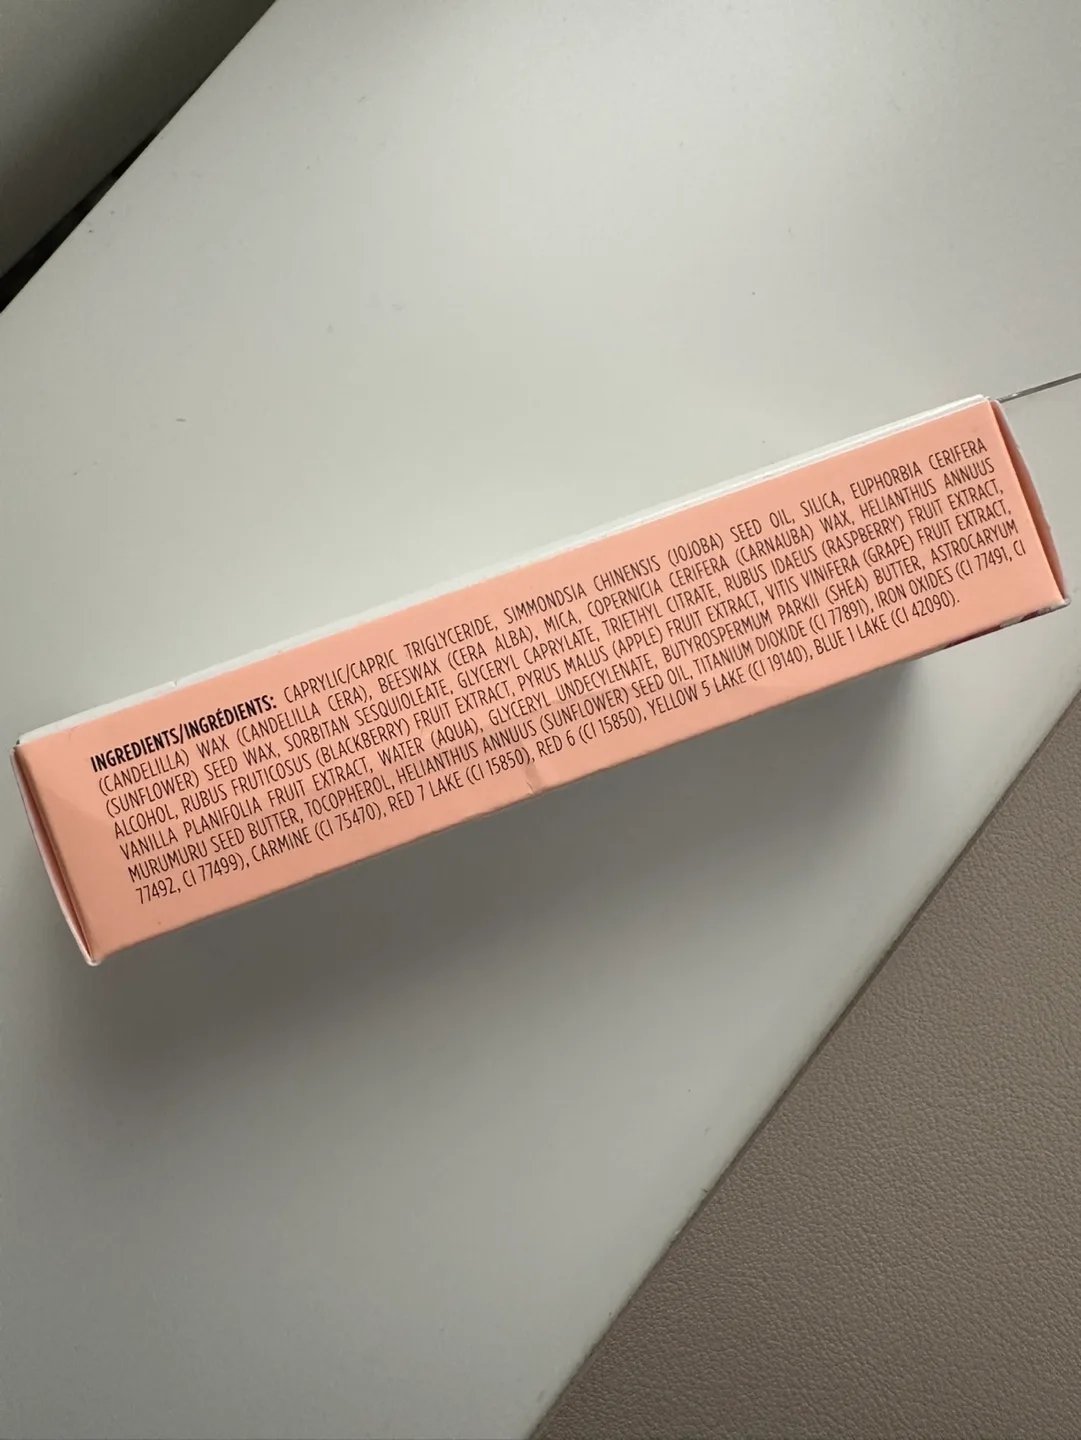 INGREDIENTS/INGRÉDIENTS: CAPRYLIC/CAPRIC TRIGLYCERIDE, SIMMONDSIA CHINENSIS (JOJOBA) SEED OIL, SILICA, EUPHORBIA CERIFERA
(CANDELILLA) WAX (CANDELILLA CERA), BEESWAX (CERA ALBA), MICA, COPERNICIA CERIFERA (CARNAUBA) WAX, HELIANTHUS ANNUUS
(SUNFLOWER) SEED WAX, SORBITAN SESQUIOLEATE, GLYCERYL CAPRYLATE, TRIETHYL CITRATE, RUBUS IDAEUS (RASPBERRY) FRUIT EXTRACT,
ALCOHOL, RUBUS FRUTICOSUS (BLACKBERRY) FRUIT EXTRACT, PYRUS MALUS (APPLE) FRUIT EXTRACT, VITIS VINIFERA (GRAPE) FRUIT EXTRACT,
VANILLA PLANIFOLIA FRUIT EXTRACT, WATER (AQUA), GLYCERYL UNDECYLENATE, BUTYROSPERMUM PARKII (SHEA) BUTTER, ASTROCARYUM
MURUMURU SEED BUTTER, TOCOPHEROL, HELIANTHUS ANNUUS (SUNFLOWER) SEED OIL, TITANIUM DIOXIDE (CI 77891), IRON OXIDES (CI 77491, CI
77492, CI 77499), CARMINE (CI 75470), RED 7 LAKE (CI 15850), RED 6 (CI 15850), YELLOW 5 LAKE (CI 19140), BLUE 1 LAKE (CI 42090).